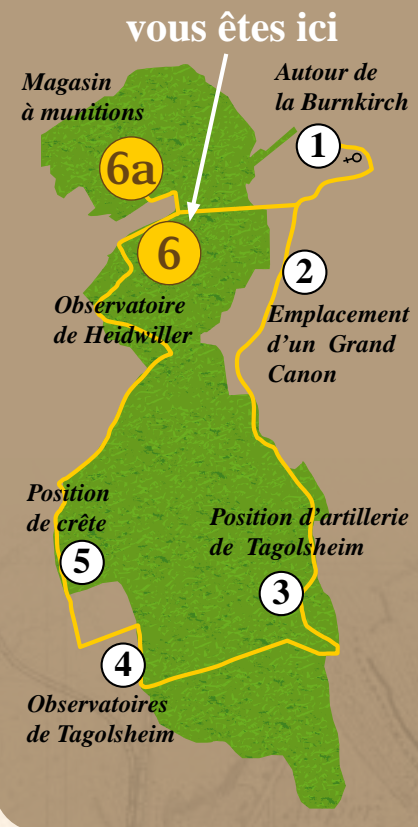 vous êtes ici
Magasin
à munitions
Autour de
la Burnkirch
1
6a
6
2
Observatoire
de Heidwiller
Emplacement
d'un Grand
Canon
Position
de crête
5
Position d'artillerie
de Tagolsheim
3
4
Observatoires
de Tagolsheim